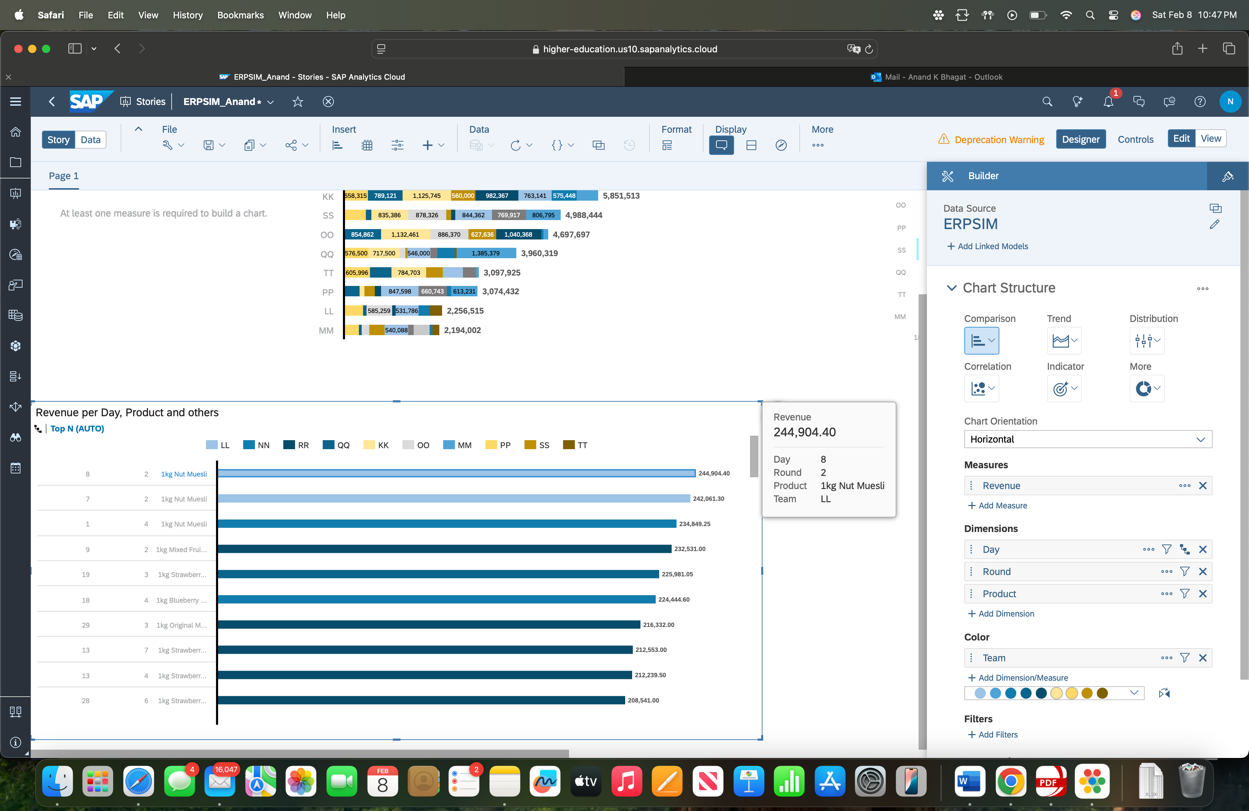 Safari File Edit View History Bookmarks Window Help Sat Feb 8 10:47 PM
higher-education.us10.sapanalytics.cloud
ERPSIM_Anand - Stories - SAP Analytics Cloud
Mail - Anand K Bhagat - Outlook
SAP Stories ERPSIM_Anand 1 N
Story Data
File Insert Data Format Display More
Deprecation Warning Designer Controls Edit View
Page 1
At least one measure is required to build a chart.
KK 558,315 789,121 1,125,745 560,000 982,367 763,141 575,448 5,851,513
SS 835,386 878,326 844,362 769,917 806,795 4,988,444
OO 854,862 1,132,461 886,370 627,636 1,040,368 4,697,697
QQ 576,500 717,500 546,000 1,385,379 3,960,319
TT 605,996 784,703 3,097,925
PP 847,598 660,743 613,231 3,074,432
LL 585,259 531,786 2,256,515
MM 540,088 2,194,002
OO
PP
SS
QQ
TT
MM
Revenue per Day, Product and others
Top N (AUTO)
LL NN RR QQ KK OO MM PP SS TT
8 2 1kg Nut Muesli 244,904.40
7 2 1kg Nut Muesli 242,061.30
1 4 1kg Nut Muesli 234,849.25
9 2 1kg Mixed Frui... 232,531.00
19 3 1kg Strawberr... 225,981.05
18 4 1kg Blueberry ... 224,444.60
29 3 1kg Original M... 216,332.00
13 7 1kg Strawberr... 212,553.00
13 4 1kg Strawberr... 212,239.50
28 6 1kg Strawberr... 208,541.00
Revenue
244,904.40
Day 8
Round 2
Product 1kg Nut Muesli
Team LL
Builder
Data Source
ERPSIM
+ Add Linked Models
Chart Structure
Comparison Trend Distribution
Correlation Indicator More
Chart Orientation
Horizontal
Measures
Revenue
+ Add Measure
Dimensions
Day
Round
Product
+ Add Dimension
Color
Team
+ Add Dimension/Measure
Filters
+ Add Filters
4 16,047 FEB 8 2 tv W PDF